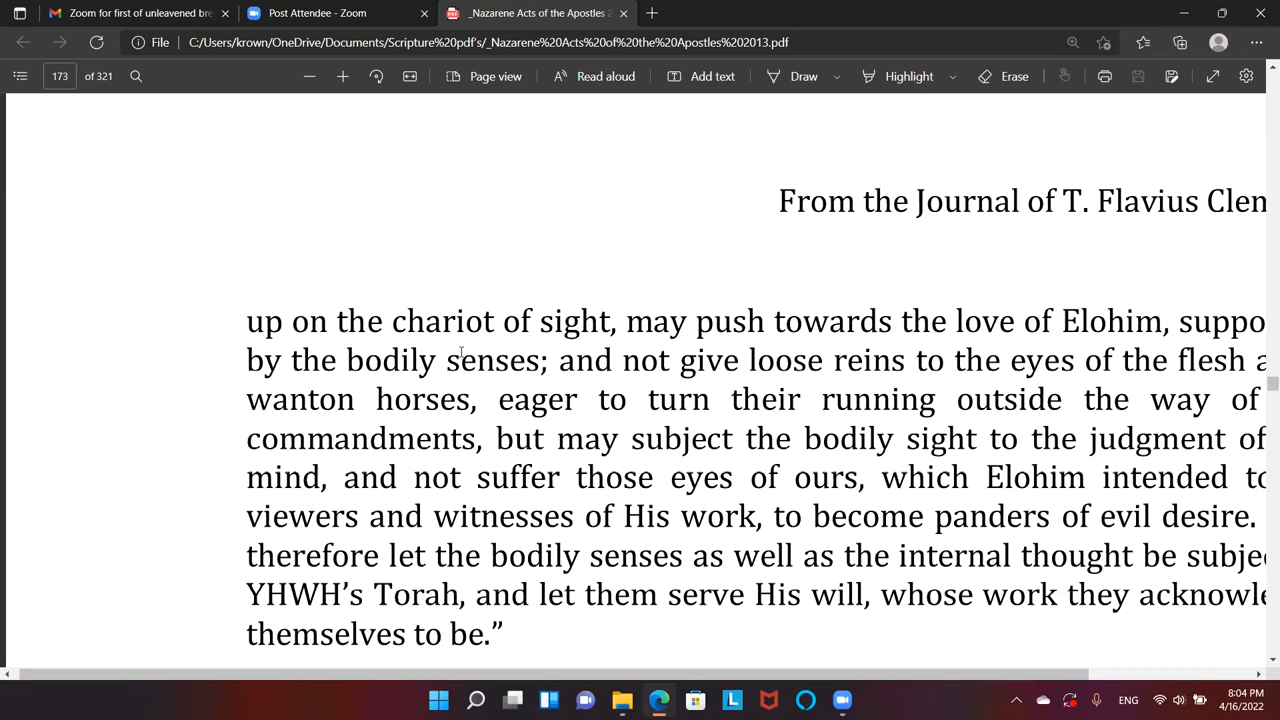 Zoom for first of unleavened bre
Post Attendee - Zoom
_Nazarene Acts of the Apostles 2
File
C:/Users/krown/OneDrive/Documents/Scripture%20pdf's/_Nazarene%20Acts%20of%20the%20Apostles%202013.pdf
173 of 321
Page view
Read aloud
Add text
Draw
Highlight
Erase
From the Journal of T. Flavius Clem
up on the chariot of sight, may push towards the love of Elohim, suppo
by the bodily senses; and not give loose reins to the eyes of the flesh a
wanton horses, eager to turn their running outside the way of
commandments, but may subject the bodily sight to the judgment of
mind, and not suffer those eyes of ours, which Elohim intended to
viewers and witnesses of His work, to become panders of evil desire.
therefore let the bodily senses as well as the internal thought be subje
YHWH’s Torah, and let them serve His will, whose work they acknowle
themselves to be.”
ENG
8:04 PM
4/16/2022